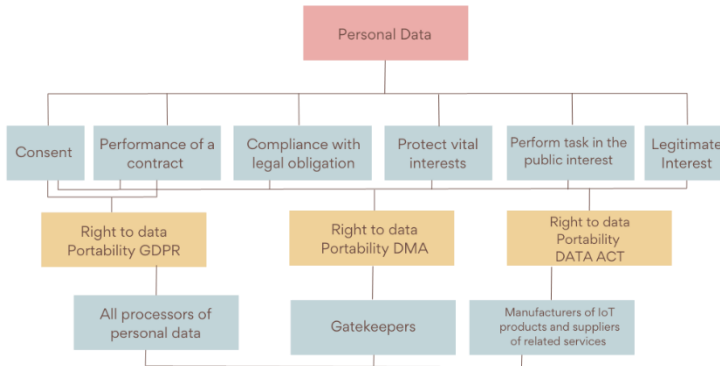 Personal Data
Consent
Performance of a
contract
Compliance with
legal obligation
Protect vital
interests
Perform task in the
public interest
Legitimate
Interest
Right to data
Portability GDPR
Right to data
Portability DMA
Right to data
Portability
DATA ACT
All processors of
personal data
Gatekeepers
Manufacturers of IoT
products and suppliers
of related services